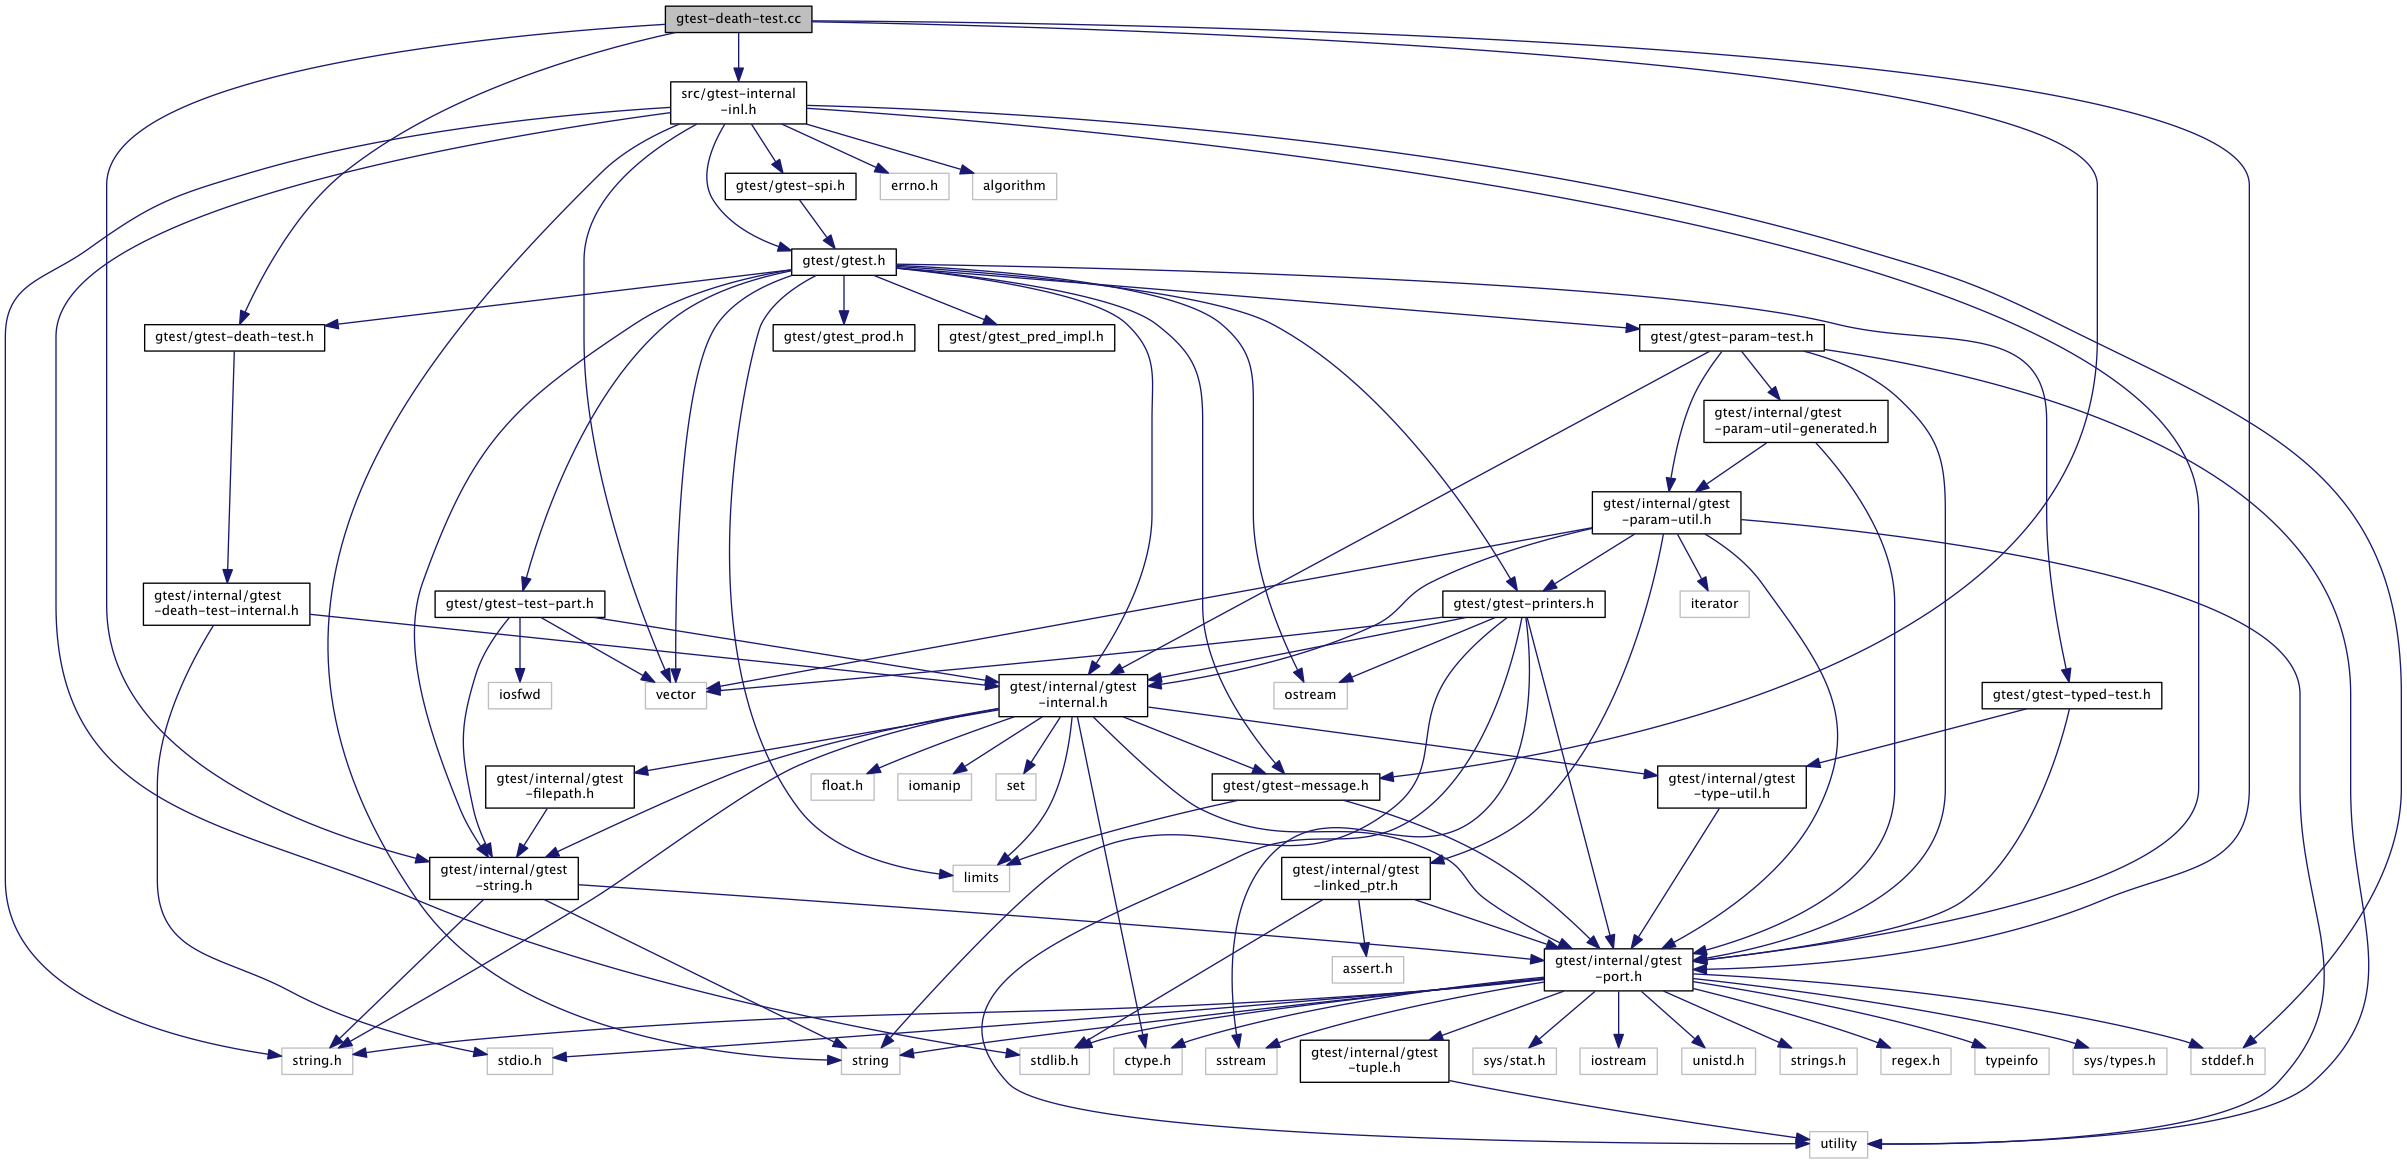 gtest-death-test.cc
src/gtest-internal
-inl.h
gtest/gtest-spi.h
errno.h
algorithm
gtest/gtest.h
gtest/gtest-death-test.h
gtest/gtest_prod.h
gtest/gtest_pred_impl.h
gtest/gtest-param-test.h
gtest/internal/gtest
-param-util-generated.h
gtest/internal/gtest
-param-util.h
gtest/internal/gtest
-death-test-internal.h
gtest/gtest-test-part.h
gtest/gtest-printers.h
iterator
iosfwd
vector
gtest/internal/gtest
-internal.h
ostream
gtest/gtest-typed-test.h
gtest/internal/gtest
-filepath.h
float.h
iomanip
set
gtest/gtest-message.h
gtest/internal/gtest
-type-util.h
gtest/internal/gtest
-string.h
limits
gtest/internal/gtest
-linked_ptr.h
assert.h
gtest/internal/gtest
-port.h
string.h
stdio.h
string
stdlib.h
ctype.h
sstream
gtest/internal/gtest
-tuple.h
sys/stat.h
iostream
unistd.h
strings.h
regex.h
typeinfo
sys/types.h
stddef.h
utility